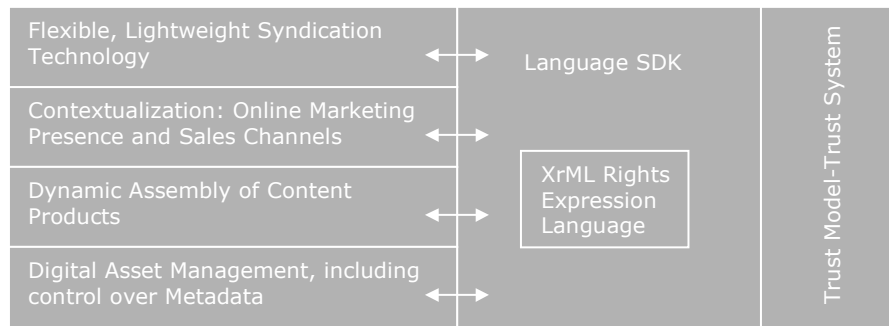 Flexible, Lightweight Syndication
Technology
Contextualization: Online Marketing
Presence and Sales Channels
Dynamic Assembly of Content
Products
Digital Asset Management, including
control over Metadata
Language SDK
XrML Rights
Expression
Language
Trust Model-Trust System